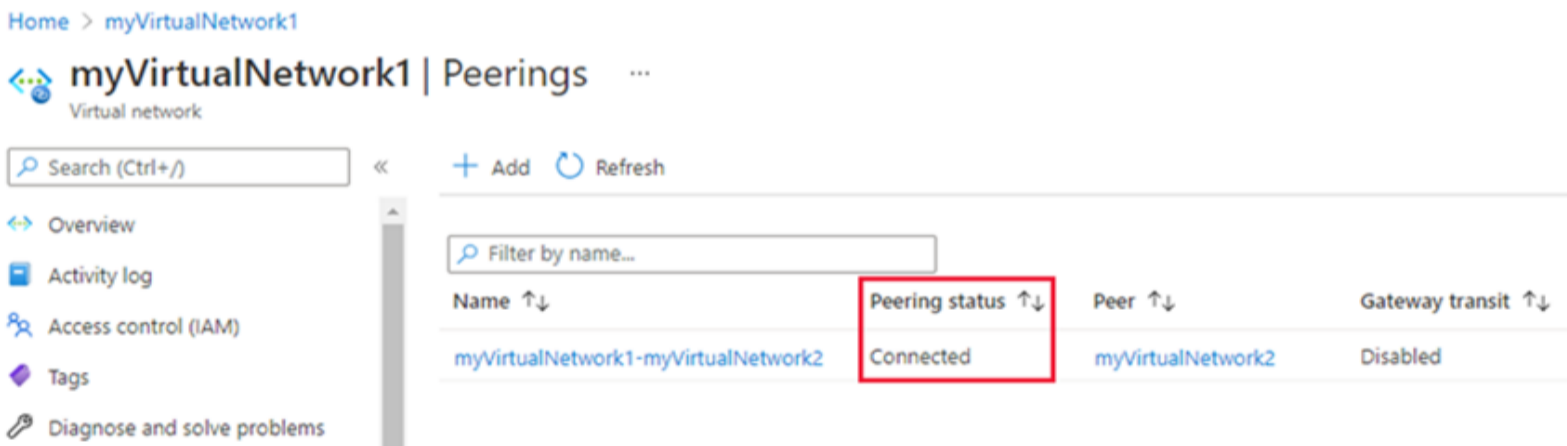 Home > myVirtualNetwork1
myVirtualNetwork1 | Peerings ...
Virtual network
Search (Ctrl+/) «
+ Add Refresh
Overview
Activity log
Access control (IAM)
Tags
Diagnose and solve problems
Filter by name...
Name ↑↓ Peering status ↑↓ Peer ↑↓ Gateway transit ↑↓
myVirtualNetwork1-myVirtualNetwork2 Connected myVirtualNetwork2 Disabled